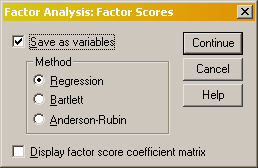 Factor Analysis: Factor Scores
Save as variables
Continue
Method
Regression
Cancel
Bartlett
Help
Anderson-Rubin
Display factor score coefficient matrix